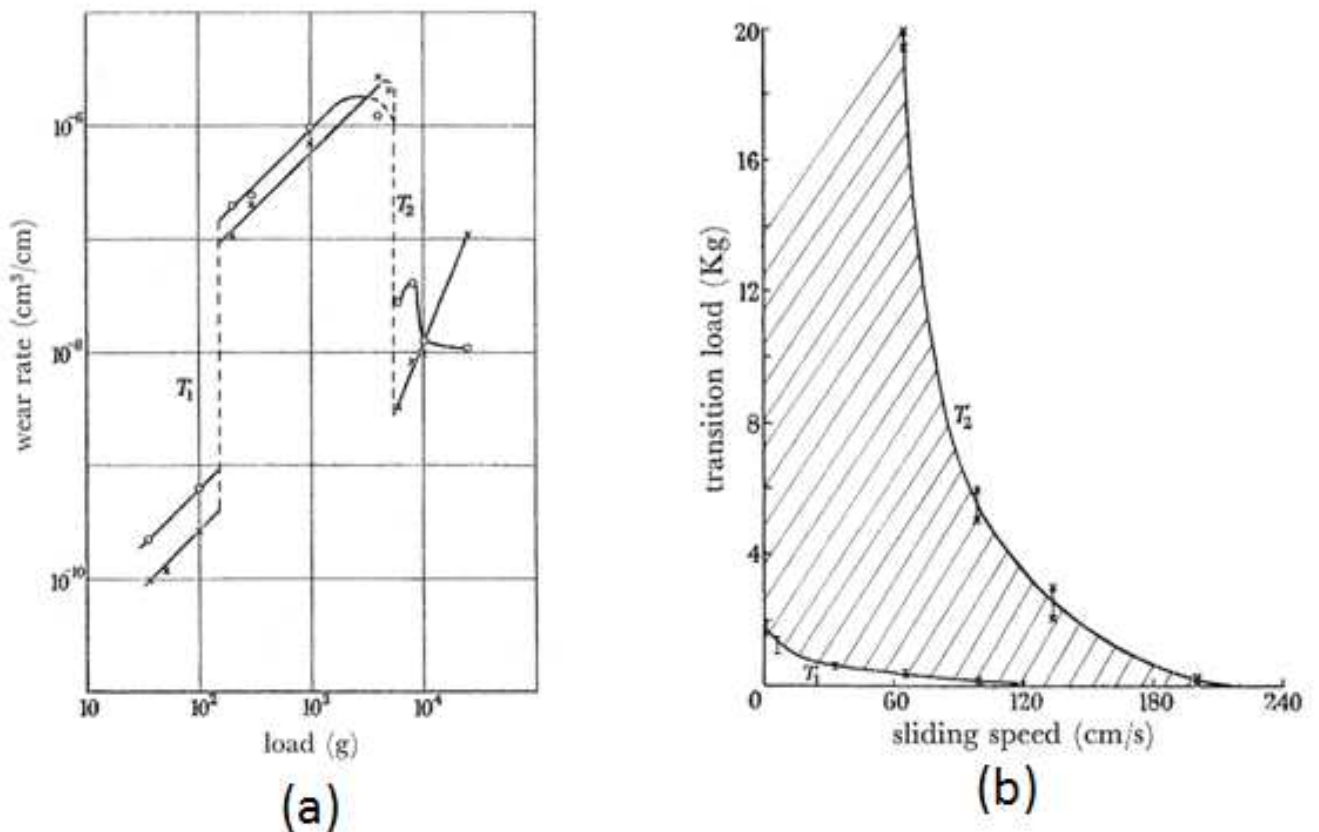 wear rate (cm³/cm)
10⁻⁶
10⁻⁸
10⁻¹⁰
T₁
T₂
10
10²
10³
10⁴
load (g)
(a)
transition load (Kg)
20
16
12
8
4
T₂
T₁
0
60
120
180
240
sliding speed (cm/s)
(b)